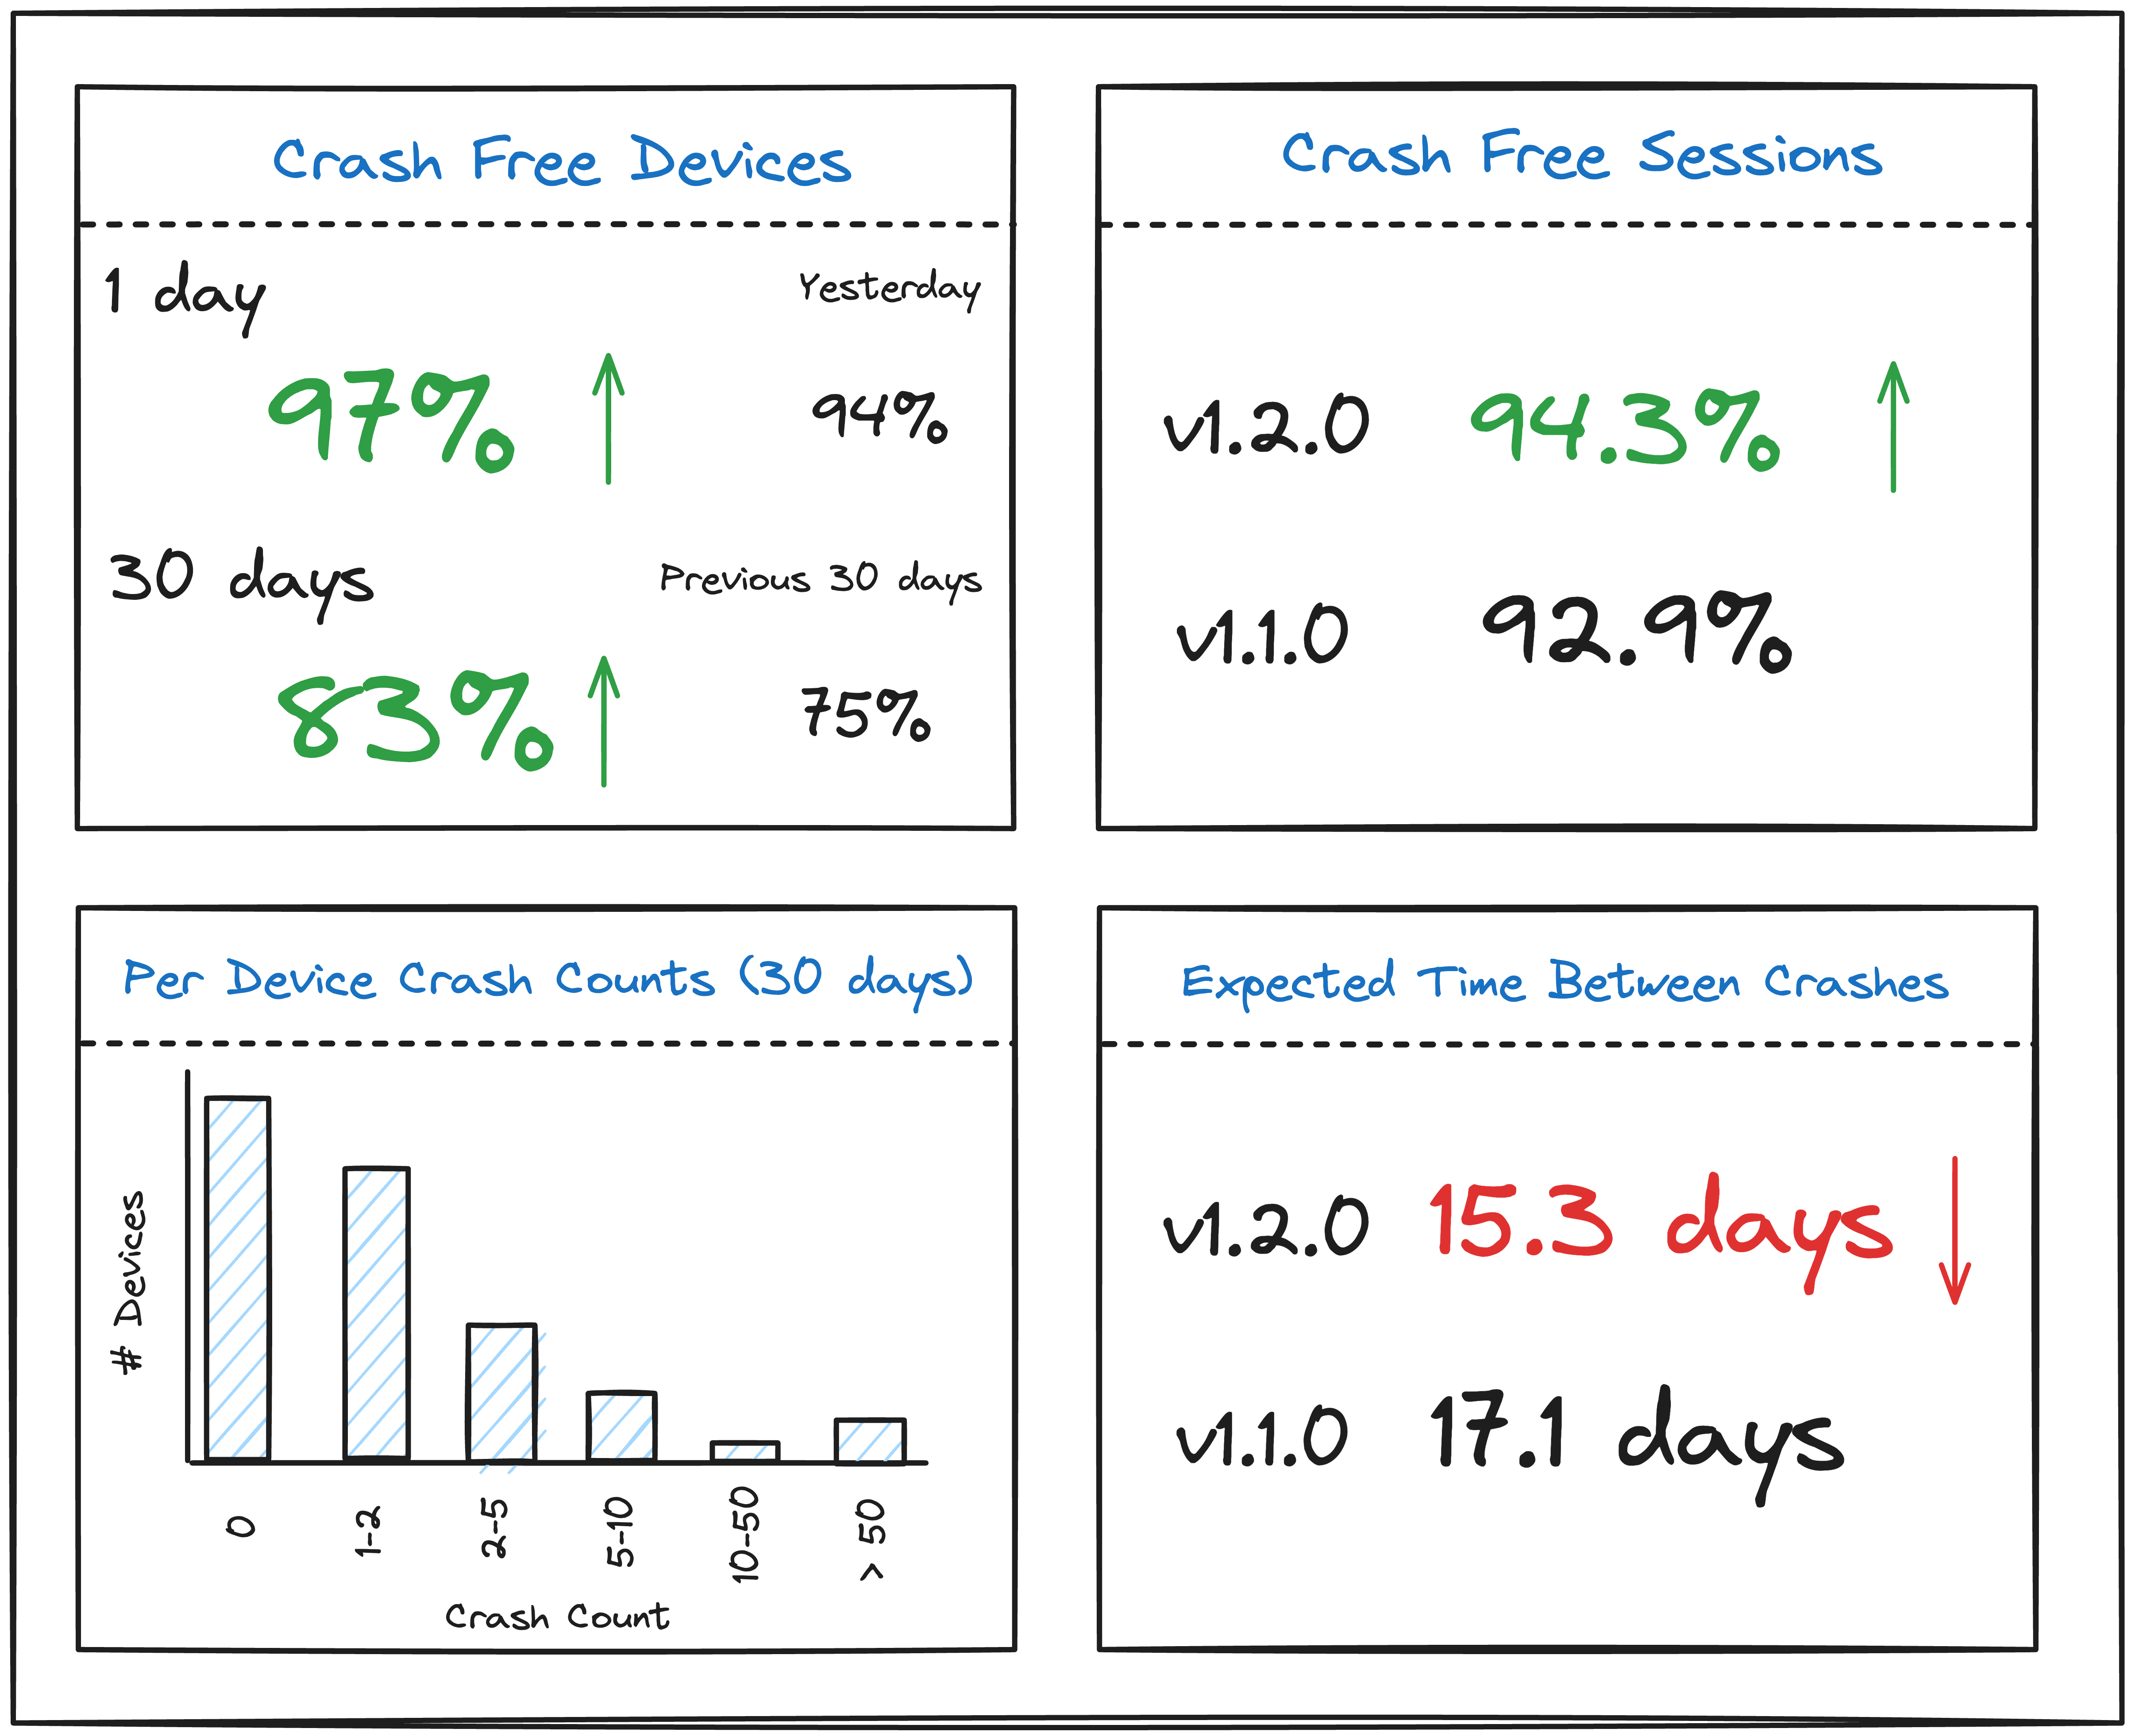 Crash Free Devices
1 day
Yesterday
97%
94%
30 days
Previous 30 days
83%
75%
Crash Free Sessions
v1.2.0 94.3%
v1.1.0 92.9%
Per Device Crash Counts (30 days)
# Devices
0
1-2
2-5
5-10
10-50
> 50
Crash Count
Expected Time Between Crashes
v1.2.0 15.3 days
v1.1.0 17.1 days